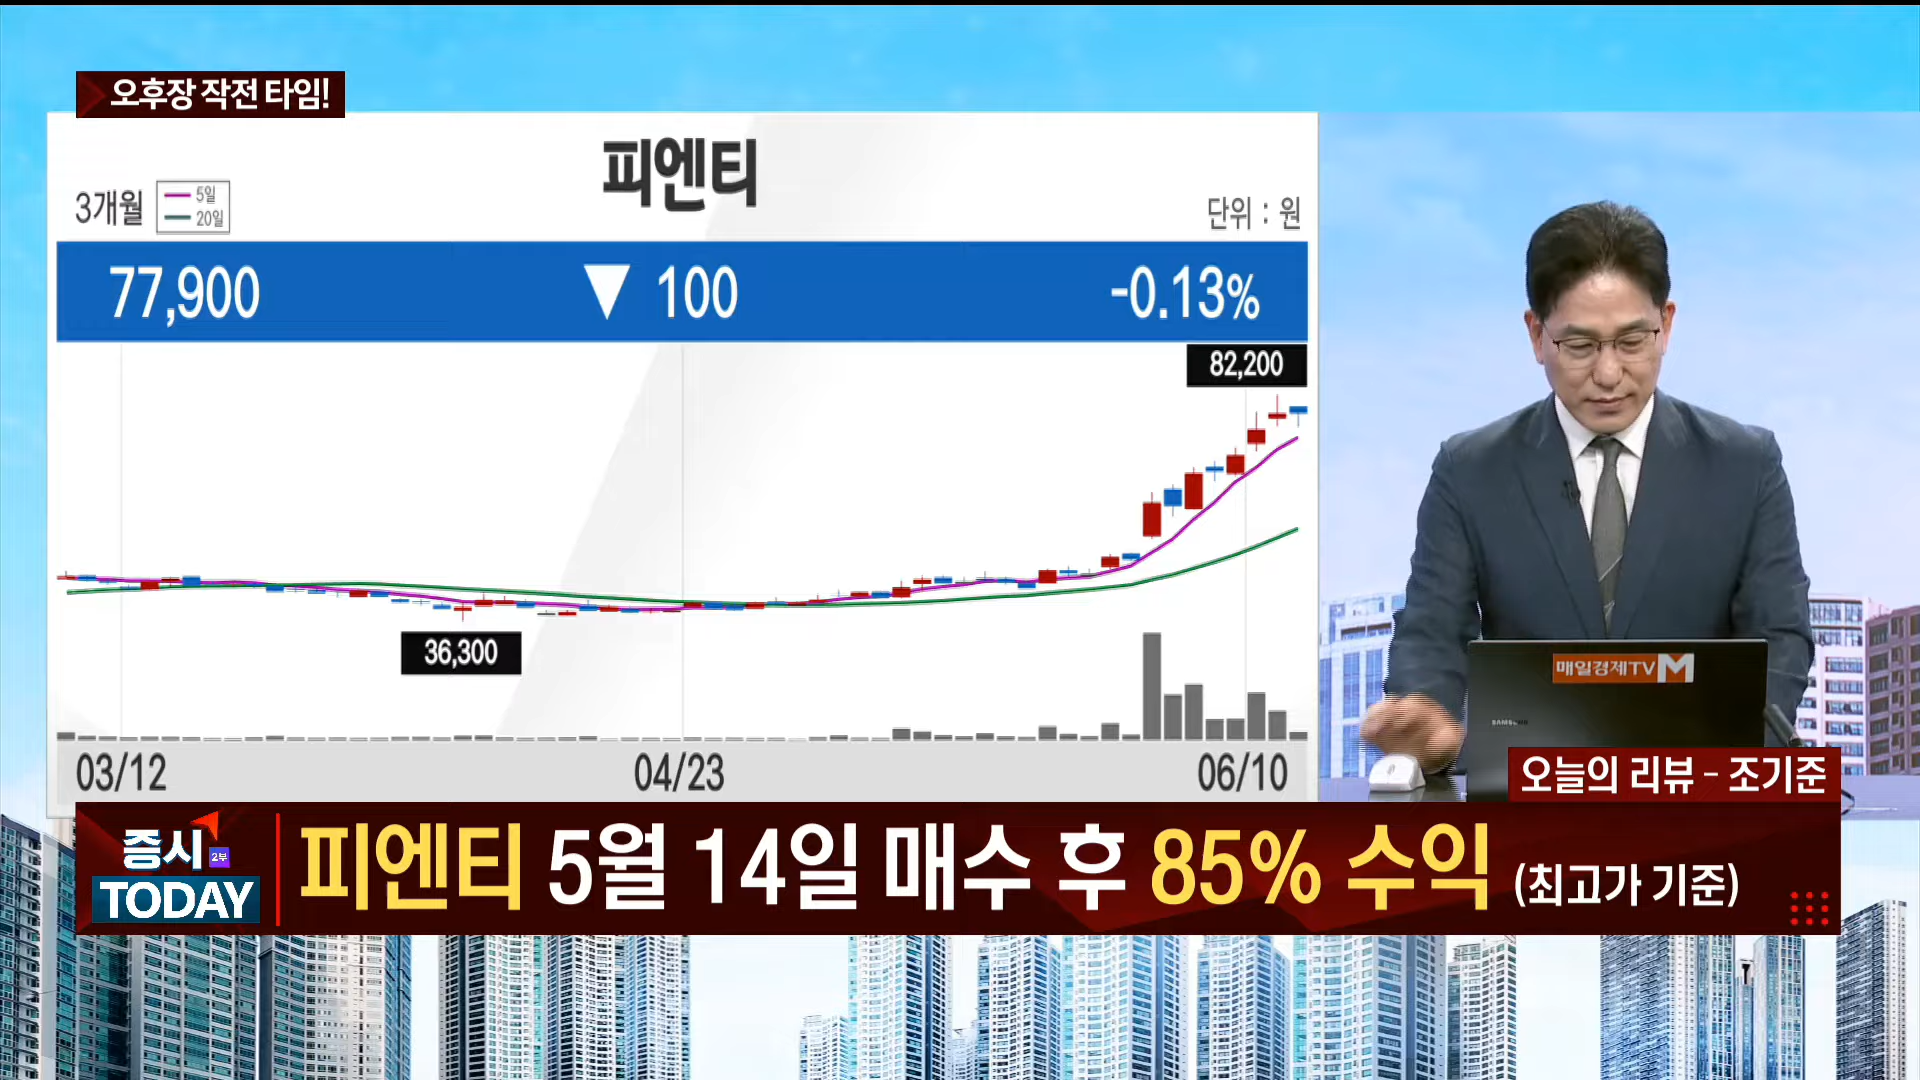 오후장 작전 타임!
피엔티
3개월
5일
20일
단위 : 원
77,900 ▼ 100 -0.13%
82,200
36,300
03/12 04/23 06/10
매일경제TV M
SAMSUNG
오늘의 리뷰 - 조기준
증시 2부
TODAY
피엔티 5월 14일 매수 후 85% 수익 (최고가 기준)